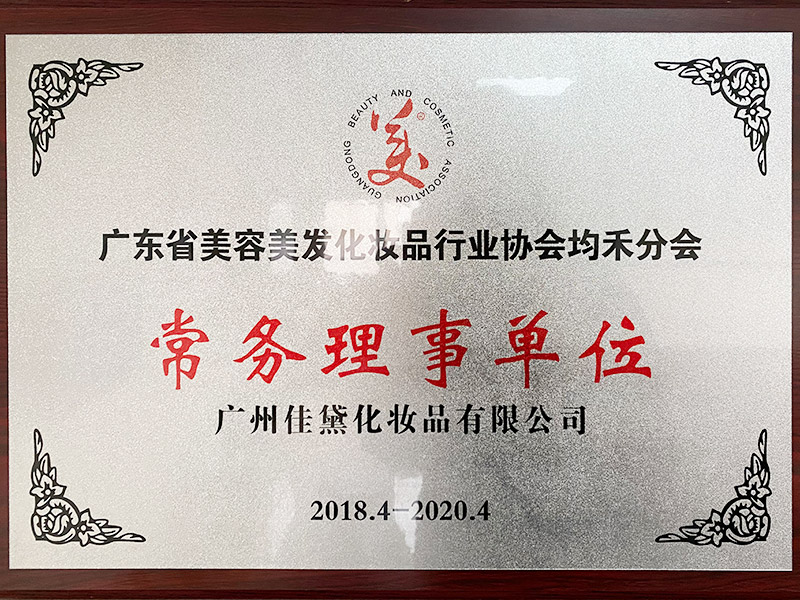 GUANGDONG BEAUTY AND COSMETIC ASSOCIATION
美
广东省美容美发化妆品行业协会均禾分会
常务理事单位
广州佳黛化妆品有限公司
2018.4-2020.4